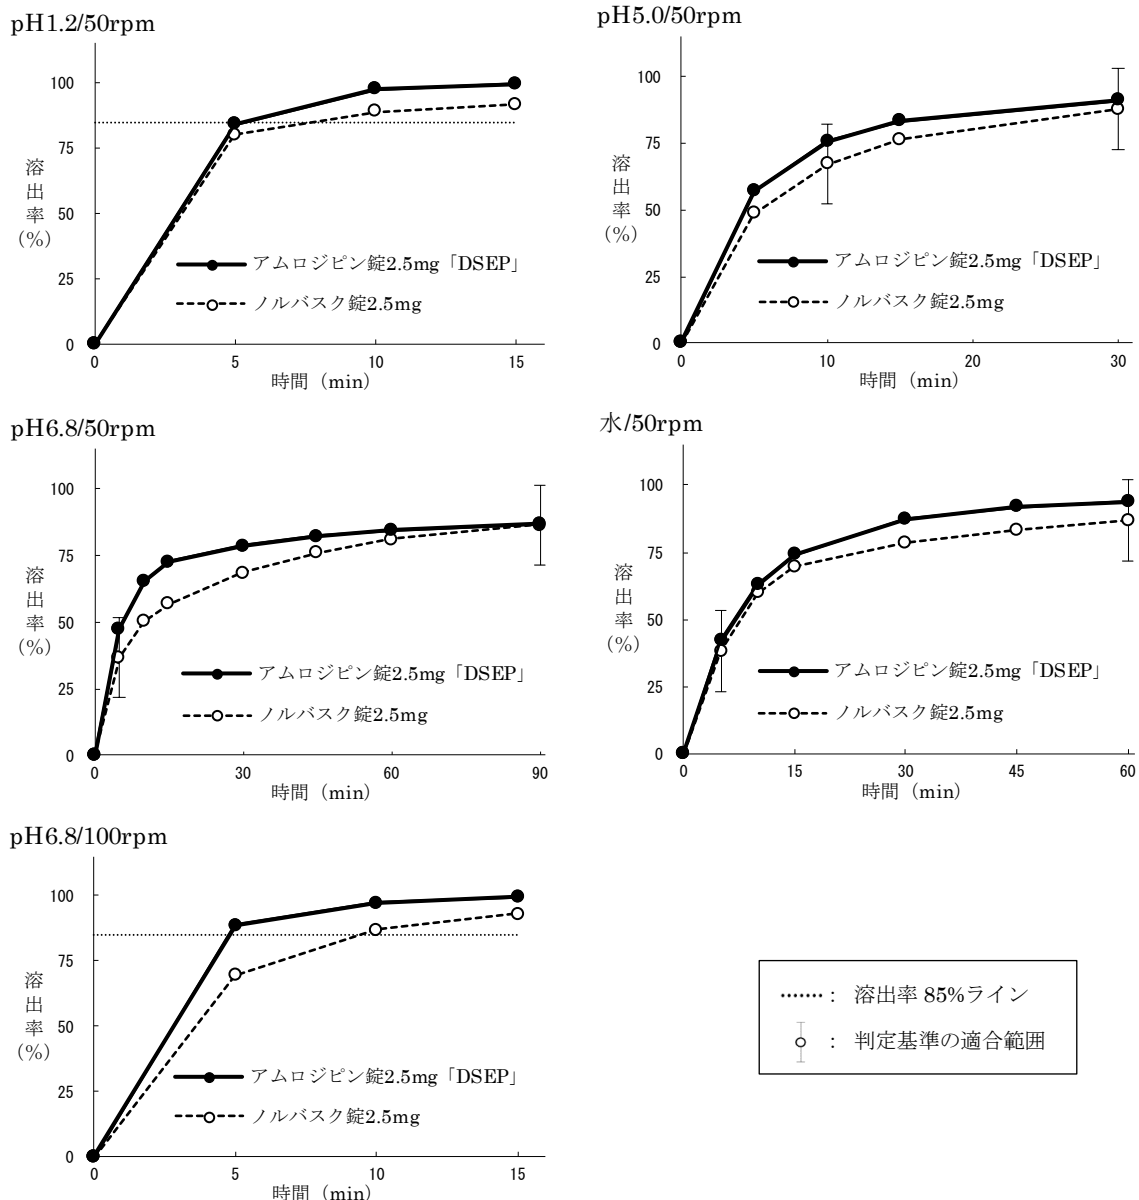 pH1.2/50rpm
100
75
50
25
0
溶出率(%)
0 5 10 15
時間 (min)
アムロジピン錠2.5mg「DSEP」
ノルバスク錠2.5mg
pH5.0/50rpm
100
75
50
25
0
溶出率(%)
0 10 20 30
時間 (min)
アムロジピン錠2.5mg「DSEP」
ノルバスク錠2.5mg
pH6.8/50rpm
100
75
50
25
0
溶出率(%)
0 30 60 90
時間 (min)
アムロジピン錠2.5mg「DSEP」
ノルバスク錠2.5mg
水/50rpm
100
75
50
25
0
溶出率(%)
0 15 30 45 60
時間 (min)
アムロジピン錠2.5mg「DSEP」
ノルバスク錠2.5mg
pH6.8/100rpm
100
75
50
25
0
溶出率(%)
0 5 10 15
時間 (min)
アムロジピン錠2.5mg「DSEP」
ノルバスク錠2.5mg
: 溶出率 85%ライン
: 判定基準の適合範囲